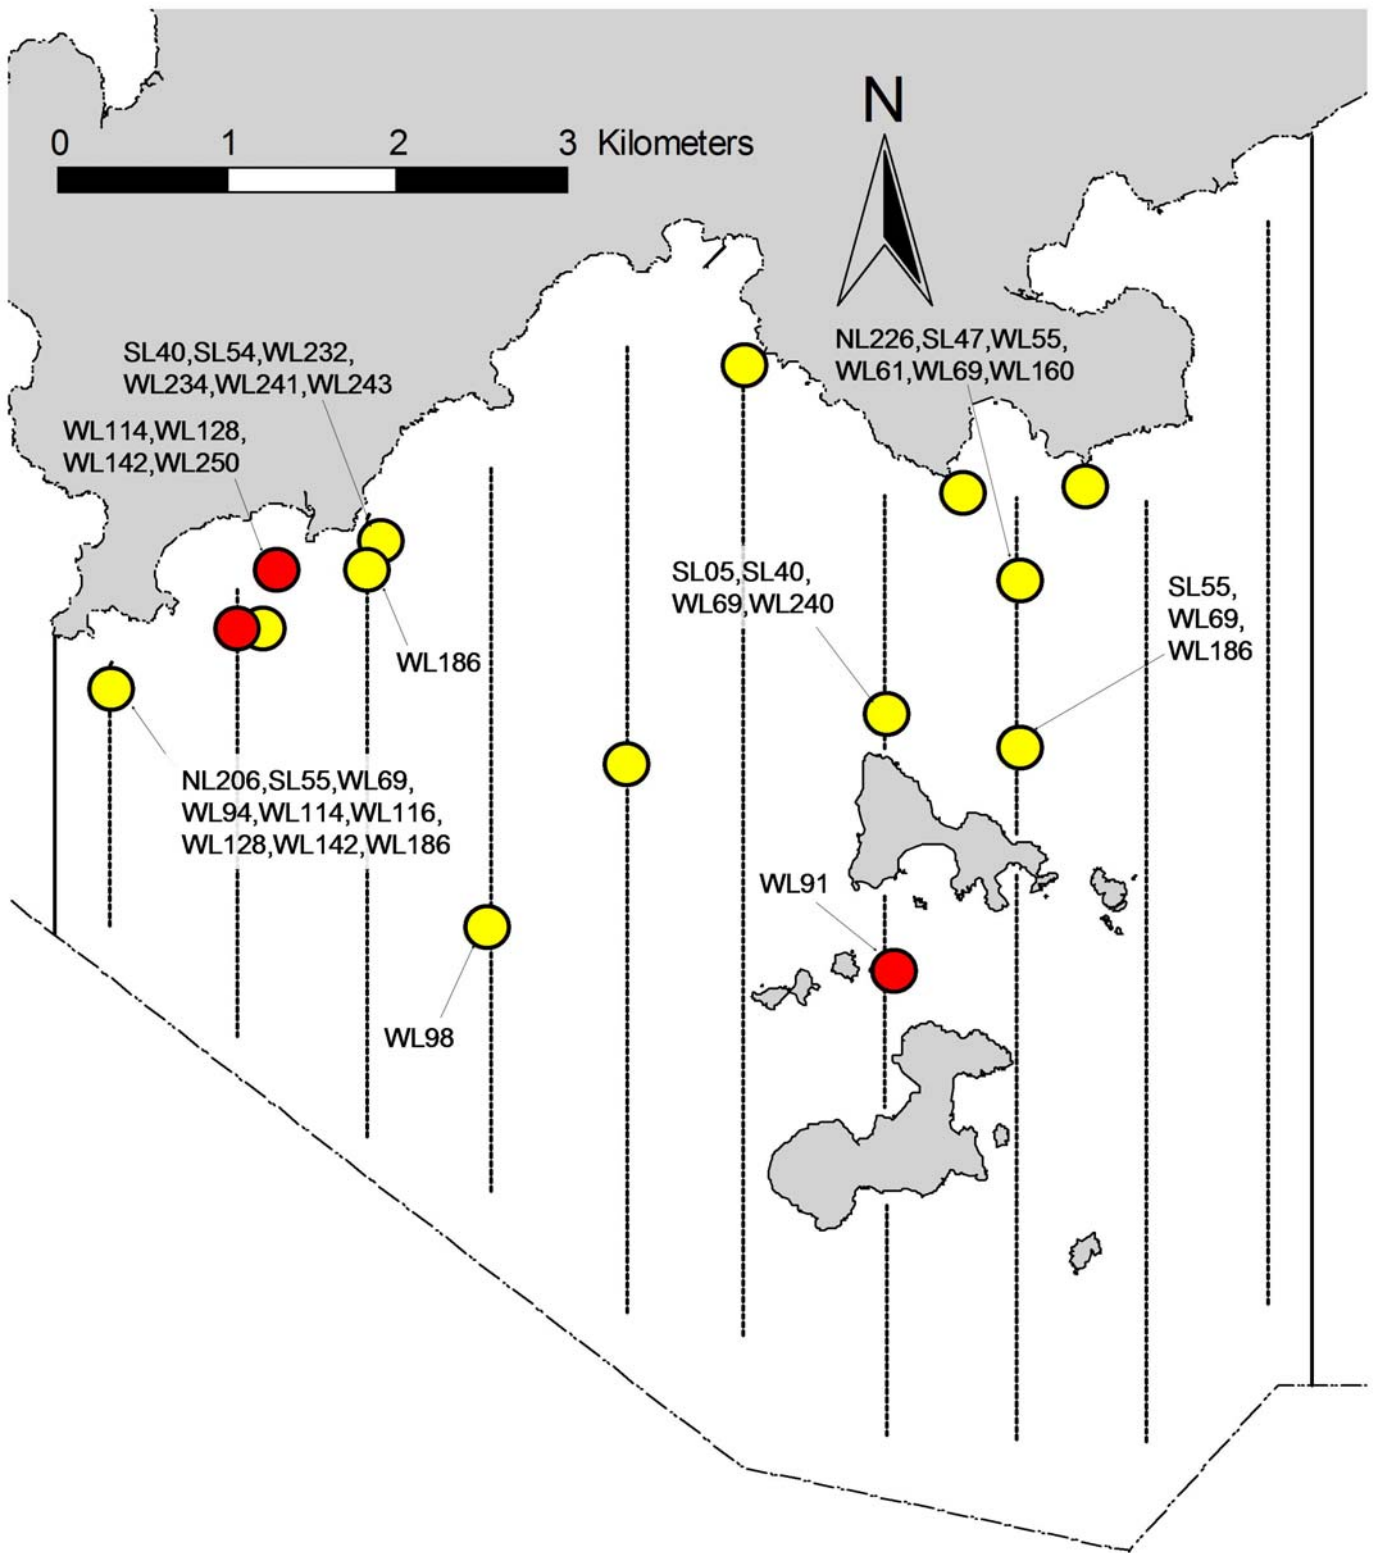 N
0 1 2 3 Kilometers
SL40,SL54,WL232,
WL234,WL241,WL243
NL226,SL47,WL55,
WL61,WL69,WL160
WL114,WL128,
WL142,WL250
SL05,SL40,
WL69,WL240
SL55,
WL69,
WL186
WL186
NL206,SL55,WL69,
WL94,WL114,WL116,
WL128,WL142,WL186
WL91
WL98